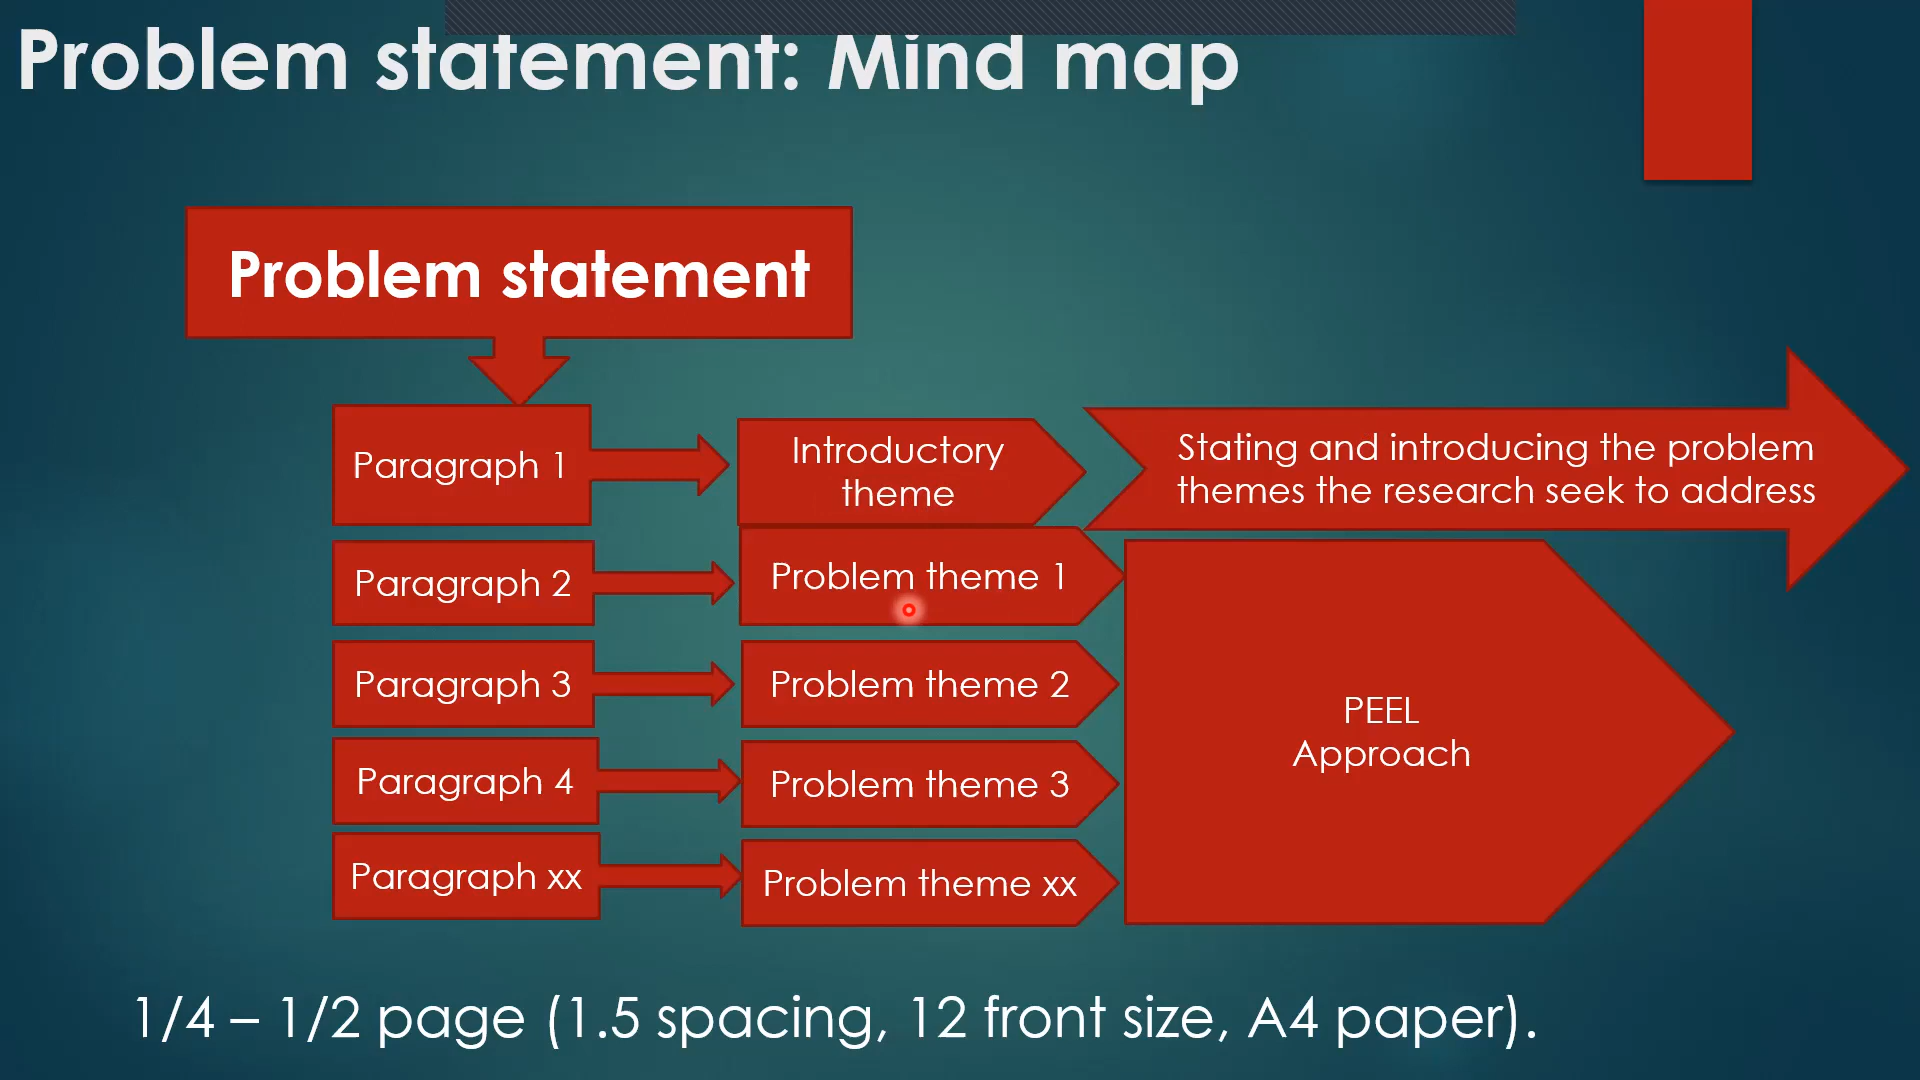 Problem statement: Mind map
Problem statement
Paragraph 1
Introductory
theme
Stating and introducing the problem
themes the research seek to address
Paragraph 2
Problem theme 1
Paragraph 3
Problem theme 2
Paragraph 4
Problem theme 3
Paragraph xx
Problem theme xx
PEEL
Approach
1/4 – 1/2 page (1.5 spacing, 12 front size, A4 paper).